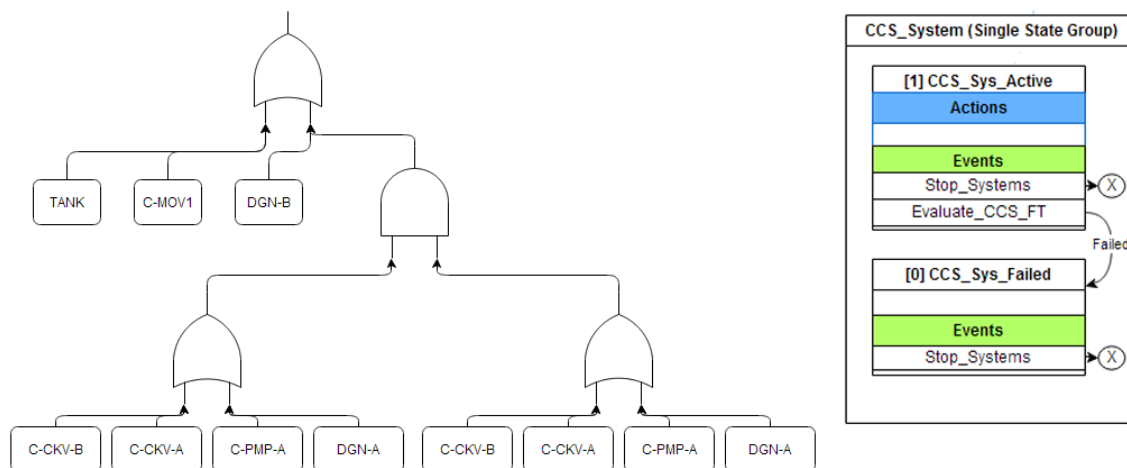 CCS_System (Single State Group)
[1] CCS_Sys_Active
Actions
Events
Stop_Systems
X
Evaluate_CCS_FT
Failed
[0] CCS_Sys_Failed
Events
Stop_Systems
X
TANK
C-MOV1
DGN-B
C-CKV-B
C-CKV-A
C-PMP-A
DGN-A
C-CKV-B
C-CKV-A
C-PMP-A
DGN-A